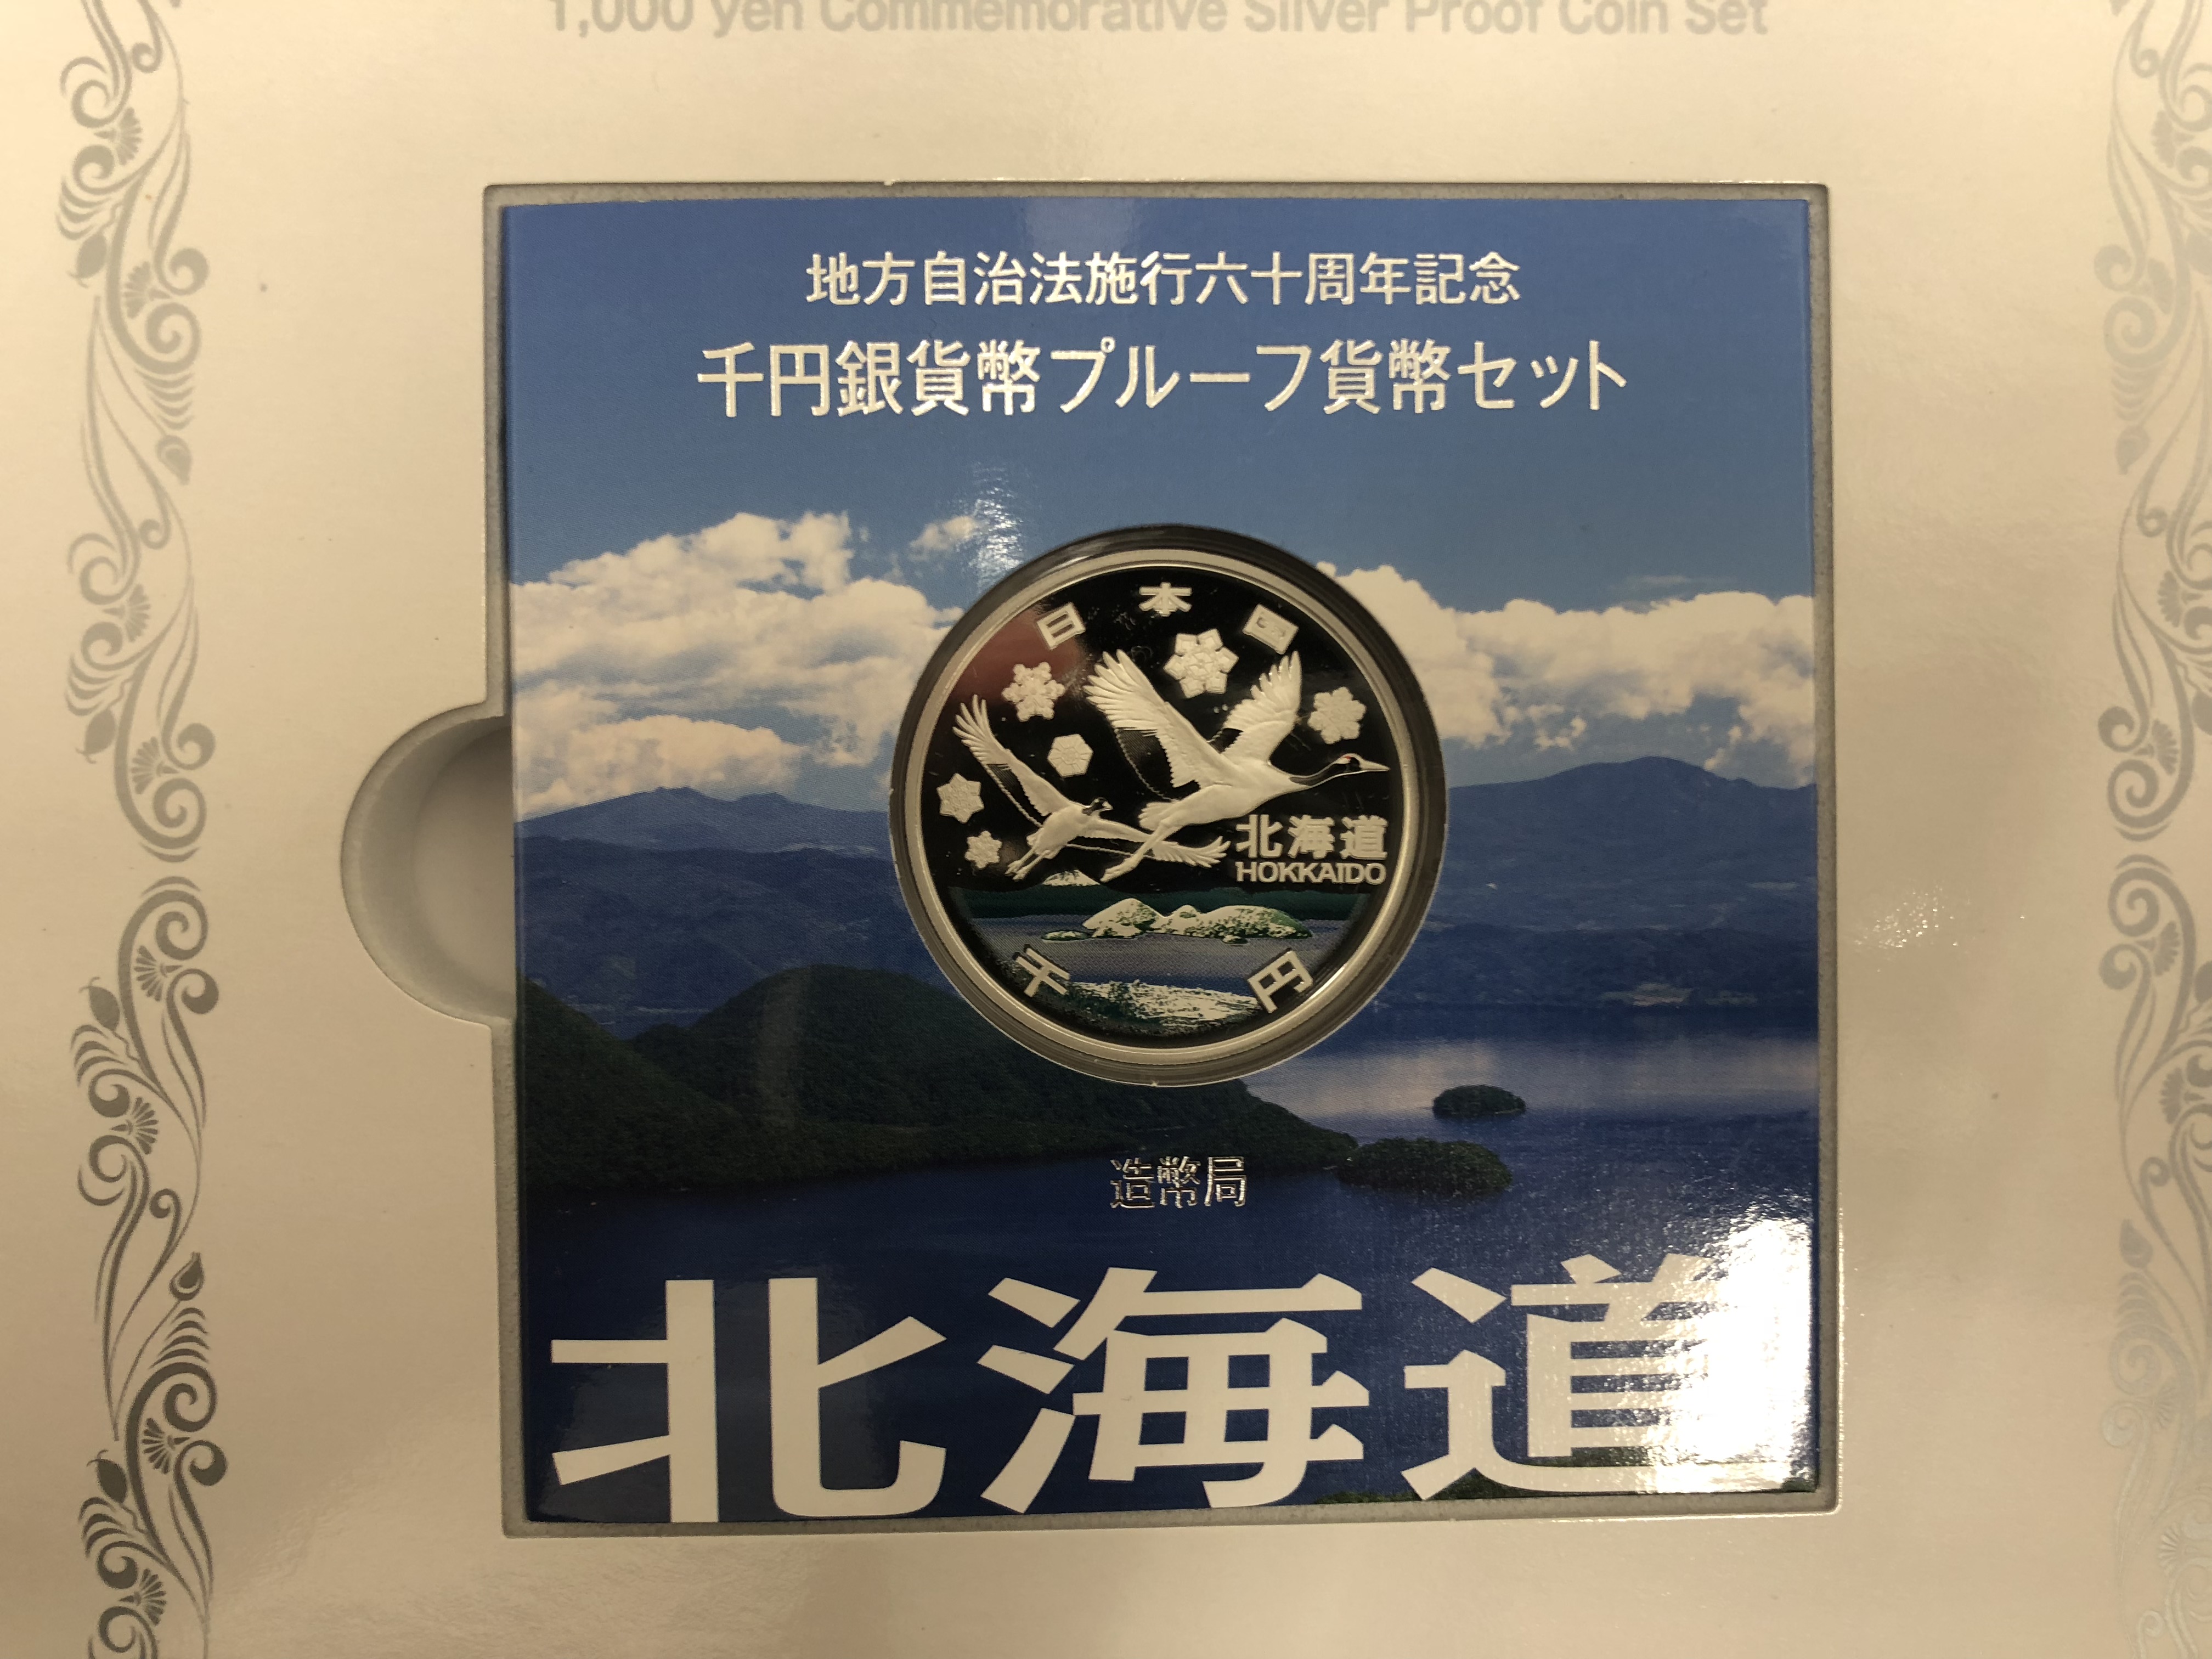 1,000 yen Commemorative Silver Proof Coin Set
地方自治法施行六十周年記念
千円銀貨幣プルーフ貨幣セット
日本国
北海道
HOKKAIDO
千円
造幣局
北海道